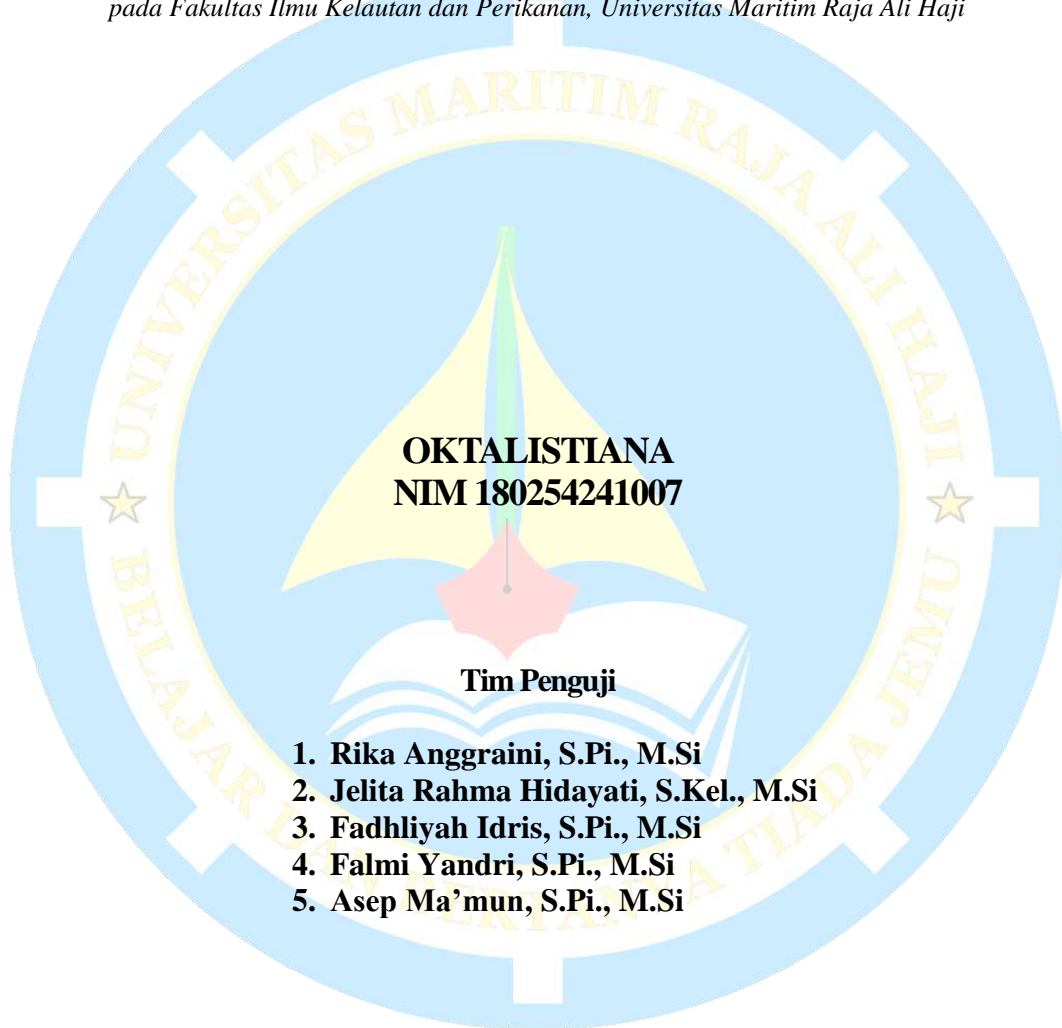 pada Fakultas Ilmu Kelautan dan Perikanan, Universitas Maritim Raja Ali Haji
UNIVERSITAS MARITIM RAJA ALI HAJI
OKTALISTIANA
NIM 180254241007
Tim Penguji
1. Rika Anggraini, S.Pi., M.Si
2. Jelita Rahma Hidayati, S.Kel., M.Si
3. Fadhliyah Idris, S.Pi., M.Si
4. Falmi Yandri, S.Pi., M.Si
5. Asep Ma’mun, S.Pi., M.Si
BELAJAR DAN BERTANYA TIADA JEMU